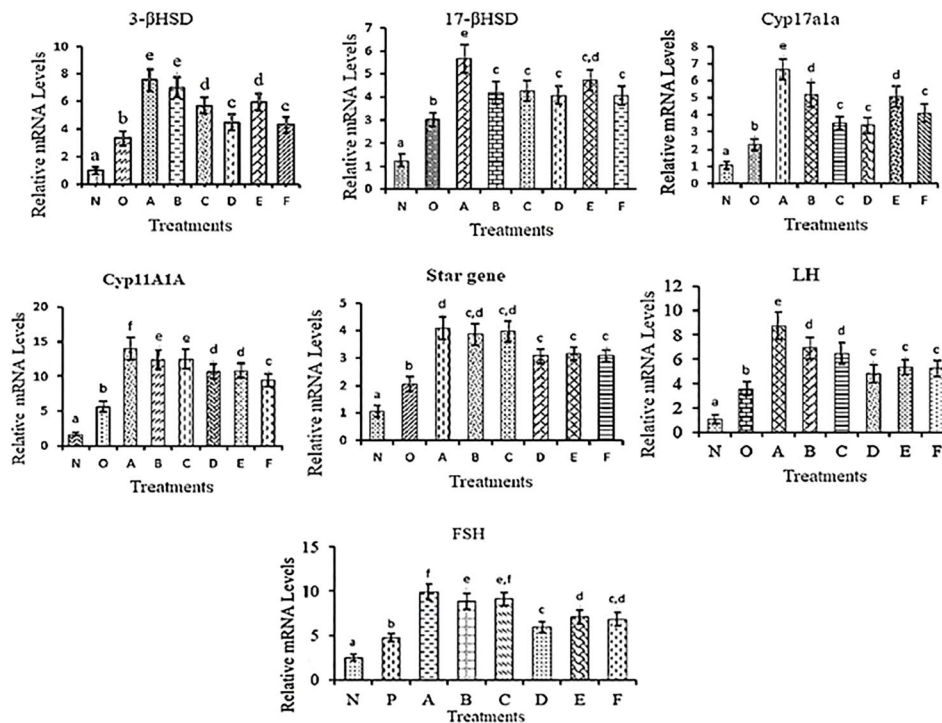 3-βHSD
Relative mRNA Levels
10
8
6
4
2
0
a
b
e
e
d
c
e
c
N O A B C D E F
Treatments
17-βHSD
Relative mRNA Levels
7
6
5
4
3
2
1
0
a
b
e
c
c
c
c,d
c
N O A B C D E F
Treatments
Cyp17a1a
Relative mRNA Levels
8
7
6
5
4
3
2
1
0
a
b
e
d
c
c
d
c
N O A B C D E F
Treatments
Cyp11A1A
Relative mRNA Levels
20
15
10
5
0
a
b
f
e
e
d
d
c
N O A B C D E F
Treatments
Star gene
Relative mRNA Levels
5
4
3
2
1
0
a
b
d
c,d
c,d
c
c
c
N O A B C D E F
Treatments
LH
Relative mRNA Levels
12
10
8
6
4
2
0
a
b
e
d
d
c
c
c
N O A B C D E F
Treatments
FSH
Relative mRNA Levels
15
10
5
0
a
b
f
e
e,f
c
d
c,d
N P A B C D E F
Treatments